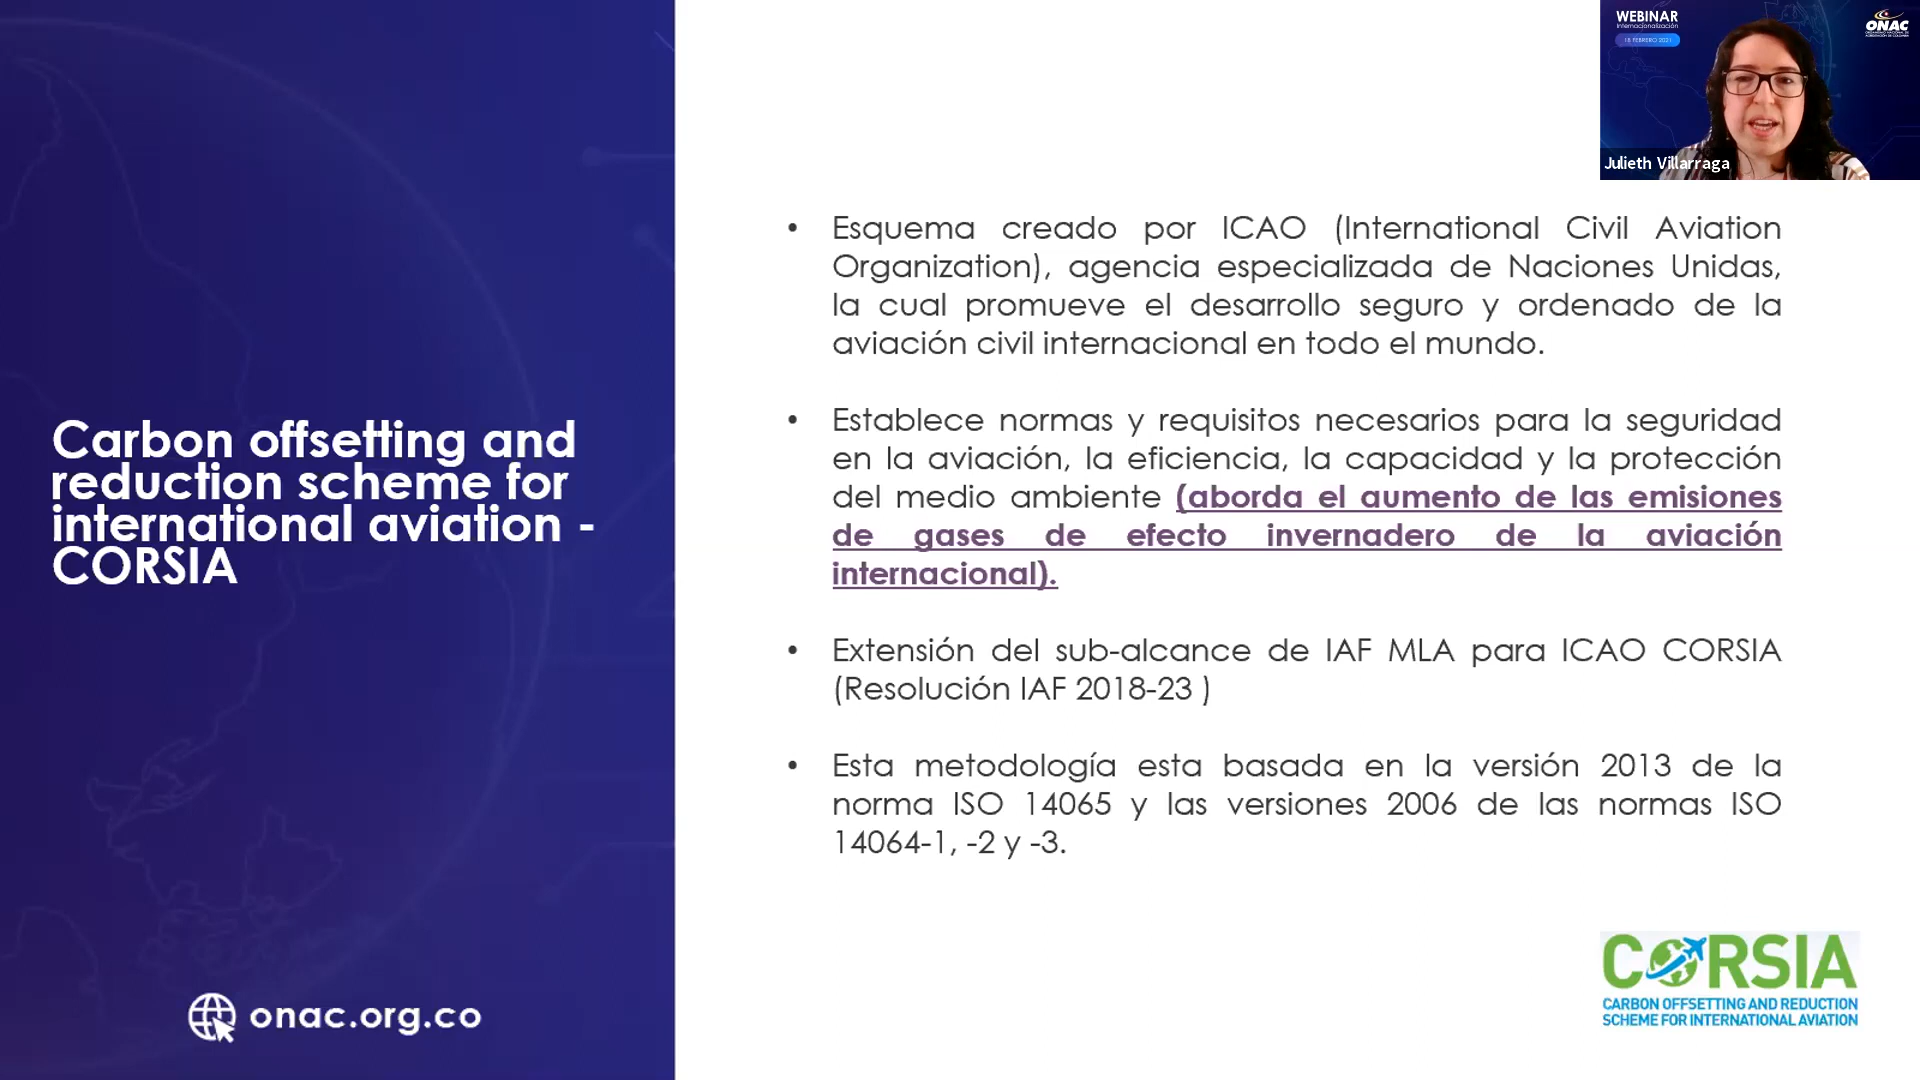 WEBINAR
Internacionalización
18 FEBRERO 2021
ONAC
Julieth Villarraga
Carbon offsetting and
reduction scheme for
international aviation -
CORSIA
• Esquema creado por ICAO (International Civil Aviation
Organization), agencia especializada de Naciones Unidas,
la cual promueve el desarrollo seguro y ordenado de la
aviación civil internacional en todo el mundo.
• Establece normas y requisitos necesarios para la seguridad
en la aviación, la eficiencia, la capacidad y la protección
del medio ambiente (aborda el aumento de las emisiones
de gases de efecto invernadero de la aviación
internacional).
• Extensión del sub-alcance de IAF MLA para ICAO CORSIA
(Resolución IAF 2018-23 )
• Esta metodología esta basada en la versión 2013 de la
norma ISO 14065 y las versiones 2006 de las normas ISO
14064-1, -2 y -3.
onac.org.co
CORSIA
CARBON OFFSETTING AND REDUCTION
SCHEME FOR INTERNATIONAL AVIATION